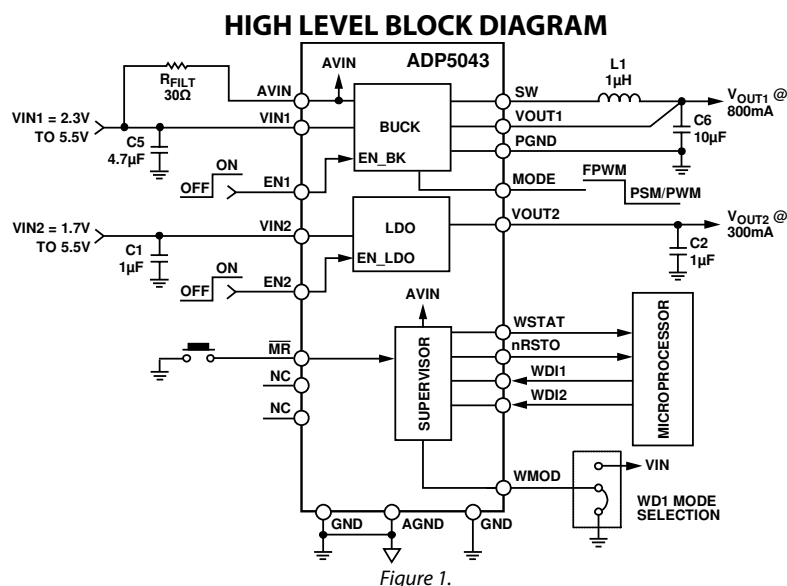 HIGH LEVEL BLOCK DIAGRAM
ADP5043
AVIN
RFILT
30Ω
AVIN
VIN1 = 2.3V
TO 5.5V
VIN1
C5
4.7µF
ON
OFF
EN1
BUCK
EN_BK
SW
L1
1µH
VOUT1 @
800mA
VOUT1
C6
10µF
PGND
MODE
FPWM
PSM/PWM
VIN2 = 1.7V
TO 5.5V
VIN2
C1
1µF
ON
OFF
EN2
LDO
EN_LDO
VOUT2
VOUT2 @
300mA
C2
1µF
AVIN
MR
NC
NC
SUPERVISOR
WSTAT
nRSTO
WDI1
WDI2
MICROPROCESSOR
WMOD
VIN
WD1 MODE
SELECTION
GND
AGND
GND
Figure 1.